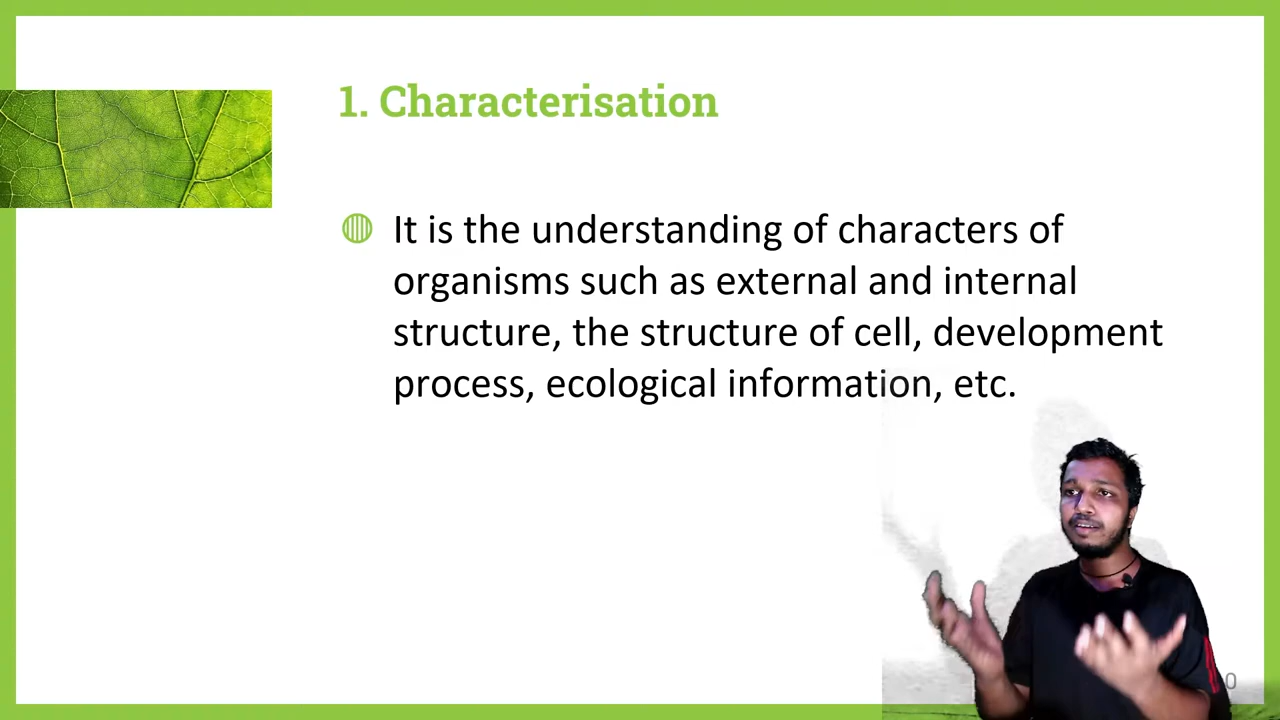 1. Characterisation
It is the understanding of characters of
organisms such as external and internal
structure, the structure of cell, development
process, ecological information, etc.